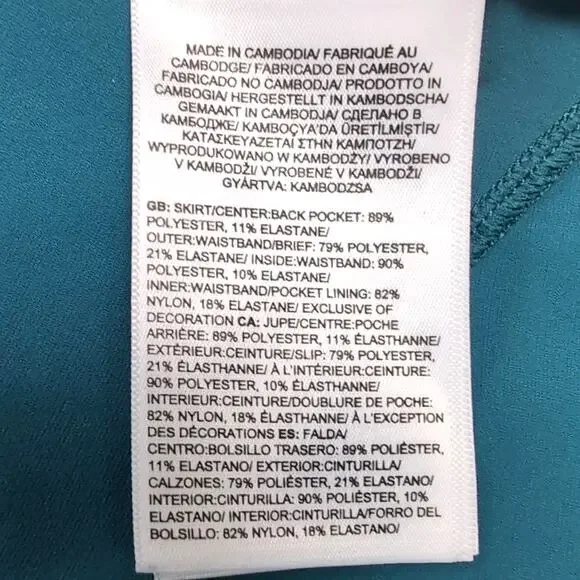 MADE IN CAMBODIA/ FABRIQUÉ AU
CAMBODGE/ FABRICADO EN CAMBOYA/
FABRICADO NO CAMBODJA/ PRODOTTO IN
CAMBOGIA/ HERGESTELLT IN KAMBODSCHA/
GEMAAKT IN CAMBODJA/ СДЕЛАНО В
КАМБОДЖЕ/ KAMBOÇYA'DA ÜRETİLMİŞTİR/
ΚΑΤΑΣΚΕΥΑΖΕΤΑΙ ΣΤΗΝ ΚΑΜΠΟΤΖΗ/
WYPRODUKOWANO W KAMBODŻY/ VYROBENO
V KAMBODŽI/ VYROBENÉ V KAMBODŽI/
GYÁRTVA: KAMBODZSA
GB: SKIRT/CENTER:BACK POCKET: 89%
POLYESTER, 11% ELASTANE/
OUTER:WAISTBAND/BRIEF: 79% POLYESTER,
21% ELASTANE/ INSIDE:WAISTBAND: 90%
POLYESTER, 10% ELASTANE/
INNER:WAISTBAND/POCKET LINING: 82%
NYLON, 18% ELASTANE/ EXCLUSIVE OF
DECORATION CA: JUPE/CENTRE:POCHE
ARRIÈRE: 89% POLYESTER, 11% ÉLASTHANNE/
EXTÉRIEUR:CEINTURE/SLIP: 79% POLYESTER,
21% ÉLASTHANNE/ À L'INTÉRIEUR:CEINTURE:
90% POLYESTER, 10% ÉLASTHANNE/
INTERIEUR:CEINTURE/DOUBLURE DE POCHE:
82% NYLON, 18% ÉLASTHANNE/ À L'EXCEPTION
DES DÉCORATIONS ES: FALDA/
CENTRO:BOLSILLO TRASERO: 89% POLIÉSTER,
11% ELASTANO/ EXTERIOR:CINTURILLA/
CALZONES: 79% POLIÉSTER, 21% ELASTANO/
INTERIOR:CINTURILLA: 90% POLIÉSTER, 10%
ELASTANO/ INTERIOR:CINTURILLA/FORRO DEL
BOLSILLO: 82% NYLON, 18% ELASTANO/